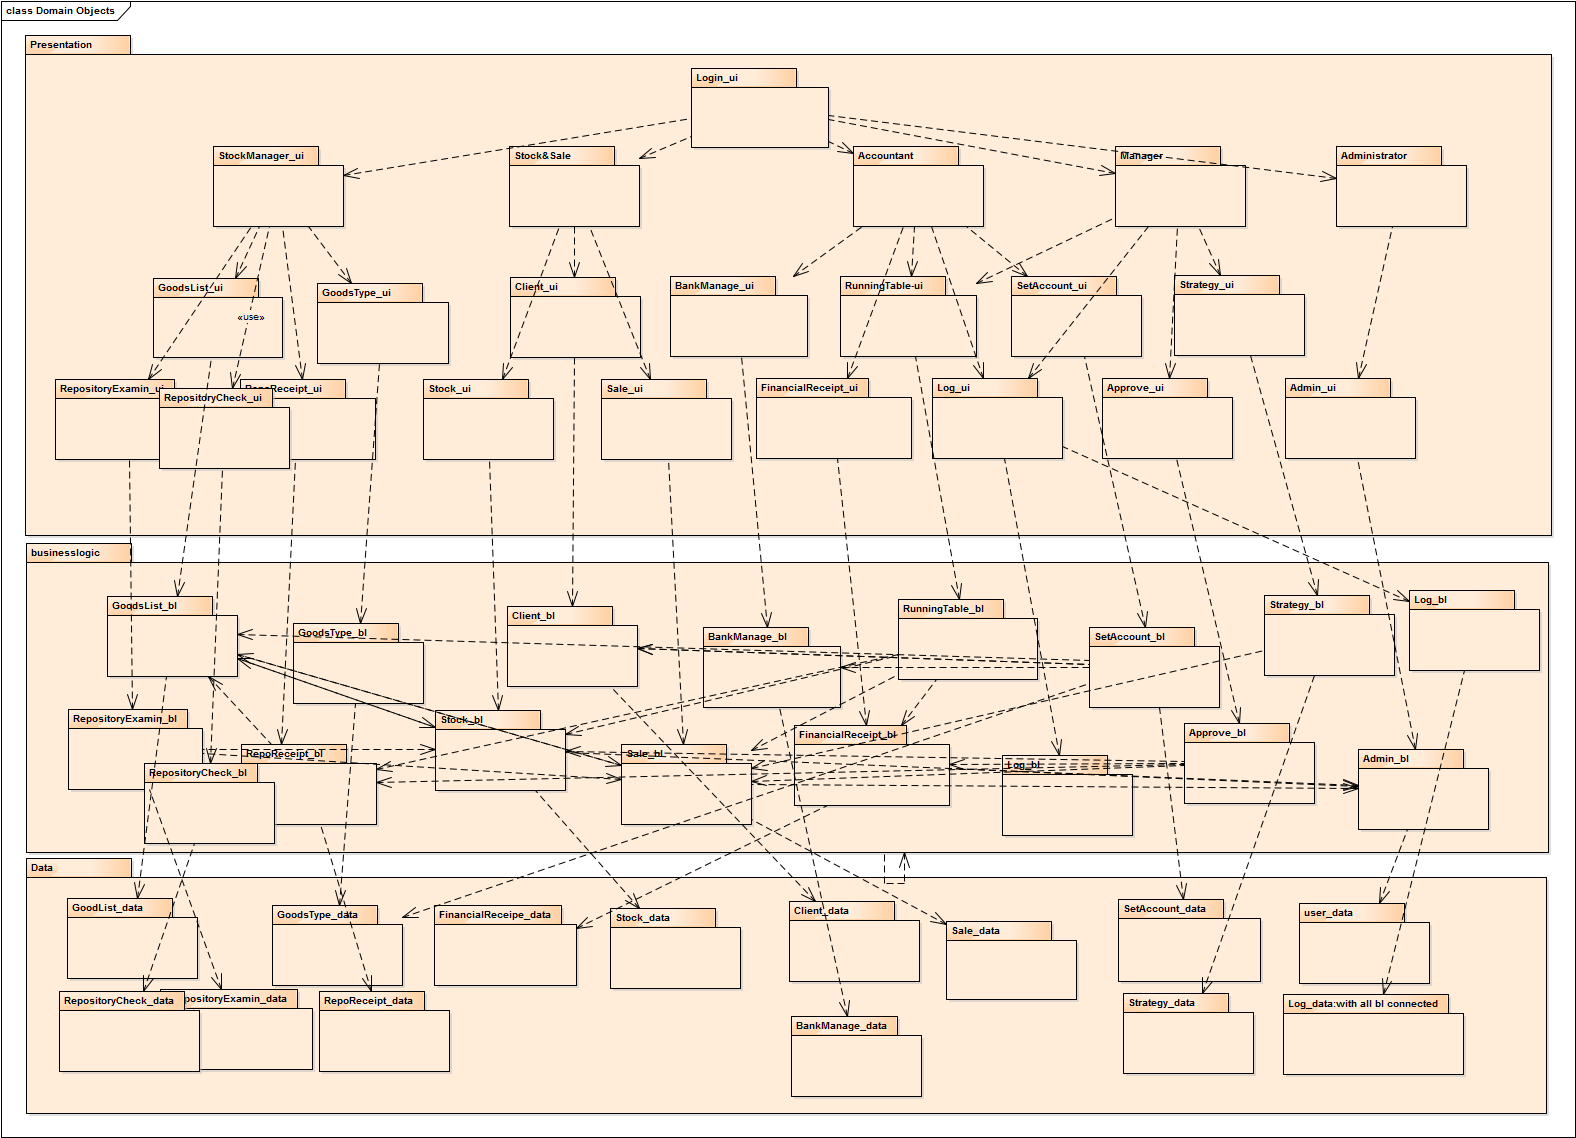 class Domain Objects
Presentation
Login_ui
StockManager_ui
Stock&Sale
Accountant
Manager
Administrator
GoodsList_ui
GoodsType_ui
Client_ui
BankManage_ui
RunningTable-ui
SetAccount_ui
Strategy_ui
«use»
RepositoryExamin_ui
RepoReceipt_ui
RepositoryCheck_ui
Stock_ui
Sale_ui
FinancialReceipt_ui
Log_ui
Approve_ui
Admin_ui
businesslogic
GoodsList_bl
GoodsType_bl
Client_bl
BankManage_bl
RunningTable_bl
SetAccount_bl
Strategy_bl
Log_bl
RepositoryExamin_bl
RepoReceipt_bl
RepositoryCheck_bl
Stock_bl
Sale_bl
FinancialReceipt_bl
Log_bl
Approve_bl
Admin_bl
Data
GoodList_data
GoodsType_data
FinancialReceipe_data
Stock_data
Client_data
Sale_data
SetAccount_data
user_data
RepositoryCheck_data
positoryExamin_data
RepoReceipt_data
BankManage_data
Strategy_data
Log_data:with all bl connected